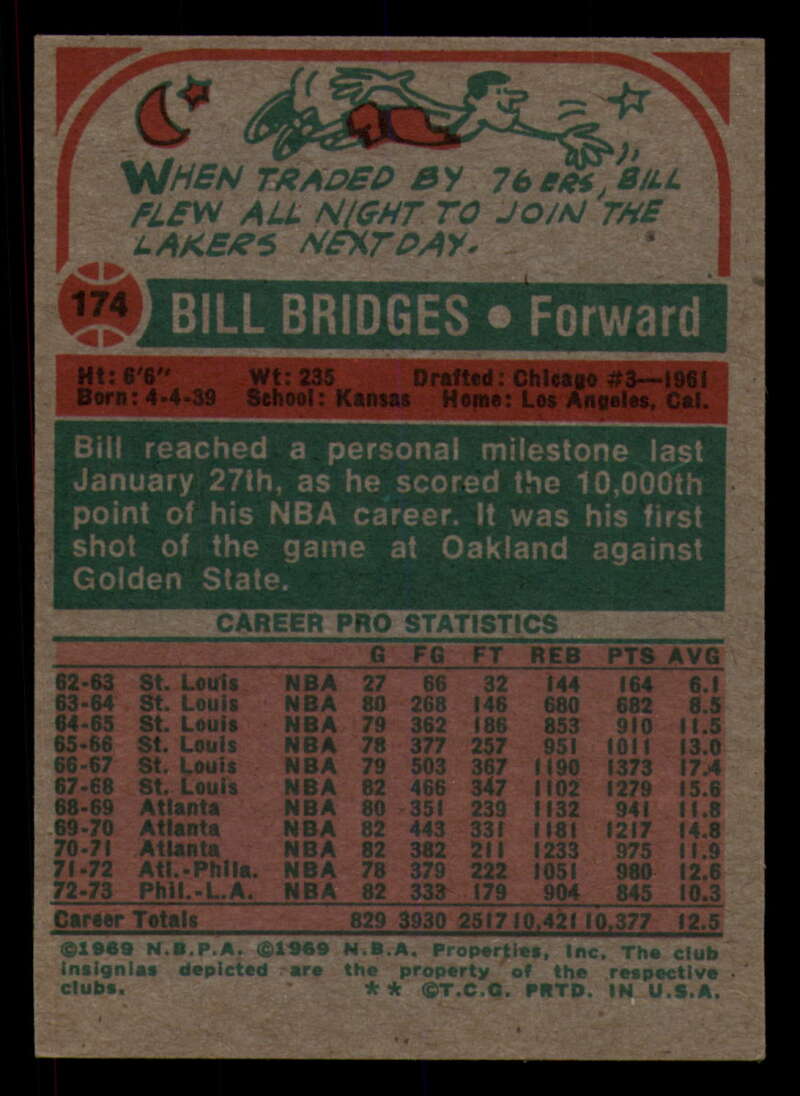 WHEN TRADED BY 76ERS, BILL
FLEW ALL NIGHT TO JOIN THE
LAKERS NEXT DAY.
174 BILL BRIDGES • Forward
Ht: 6'6" Wt: 235 Drafted: Chicago #3—1961
Born: 4-4-39 School: Kansas Home: Los Angeles, Cal.
Bill reached a personal milestone last
January 27th, as he scored the 10,000th
point of his NBA career. It was his first
shot of the game at Oakland against
Golden State.
CAREER PRO STATISTICS
G FG FT REB PTS AVG
62-63 St. Louis NBA 27 66 32 144 164 6.1
63-64 St. Louis NBA 80 268 146 680 682 8.5
64-65 St. Louis NBA 79 362 186 853 910 11.5
65-66 St. Louis NBA 78 377 257 951 1011 13.0
66-67 St. Louis NBA 79 503 367 1190 1373 17.4
67-68 St. Louis NBA 82 466 347 1102 1279 15.6
68-69 Atlanta NBA 80 351 239 1132 941 11.8
69-70 Atlanta NBA 82 443 331 1181 1217 14.8
70-71 Atlanta NBA 82 382 211 1233 975 11.9
71-72 Atl.-Phila. NBA 78 379 222 1051 980 12.6
72-73 Phil.-L.A. NBA 82 333 179 904 845 10.3
Career Totals 829 3930 2517 10,421 10,377 12.5
©1969 N.B.P.A. ©1969 N.B.A. Properties, Inc. The club
insignias depicted are the property of the respective
clubs. ** ©T.C.G. PRTD. IN U.S.A.